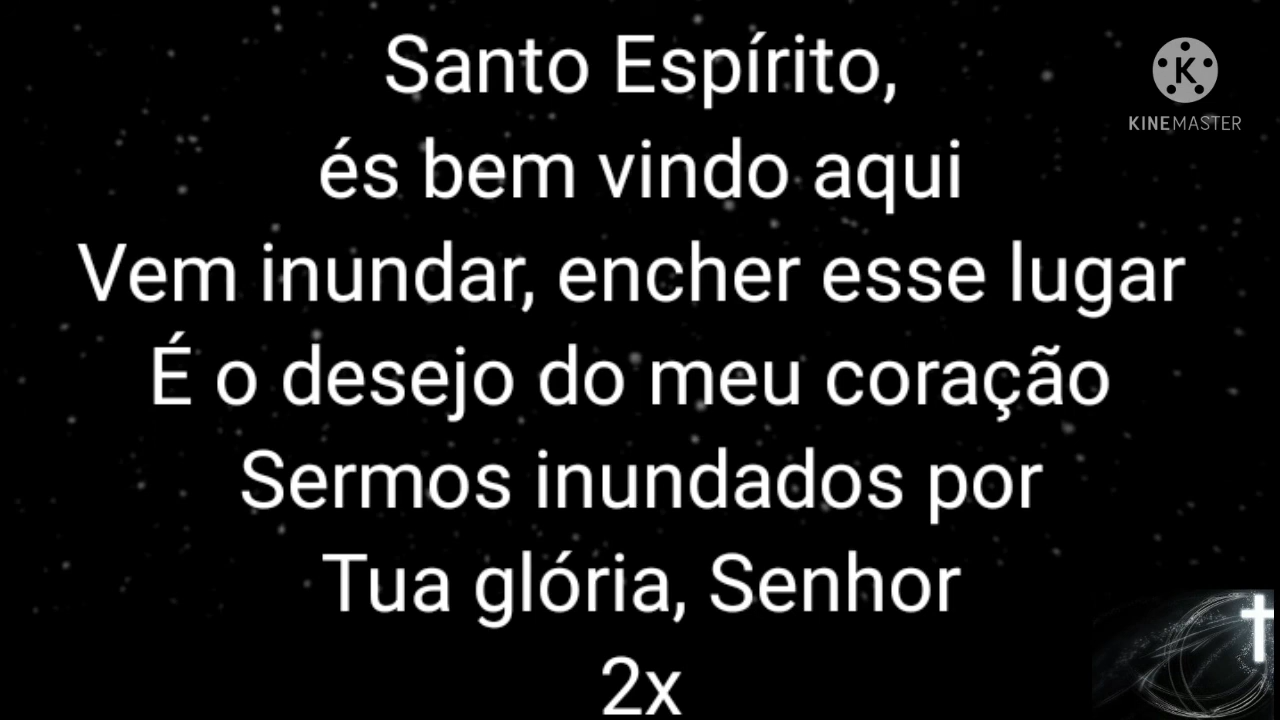 Santo Espírito,
és bem vindo aqui
Vem inundar, encher esse lugar
É o desejo do meu coração
Sermos inundados por
Tua glória, Senhor
2x
K
KINEMASTER